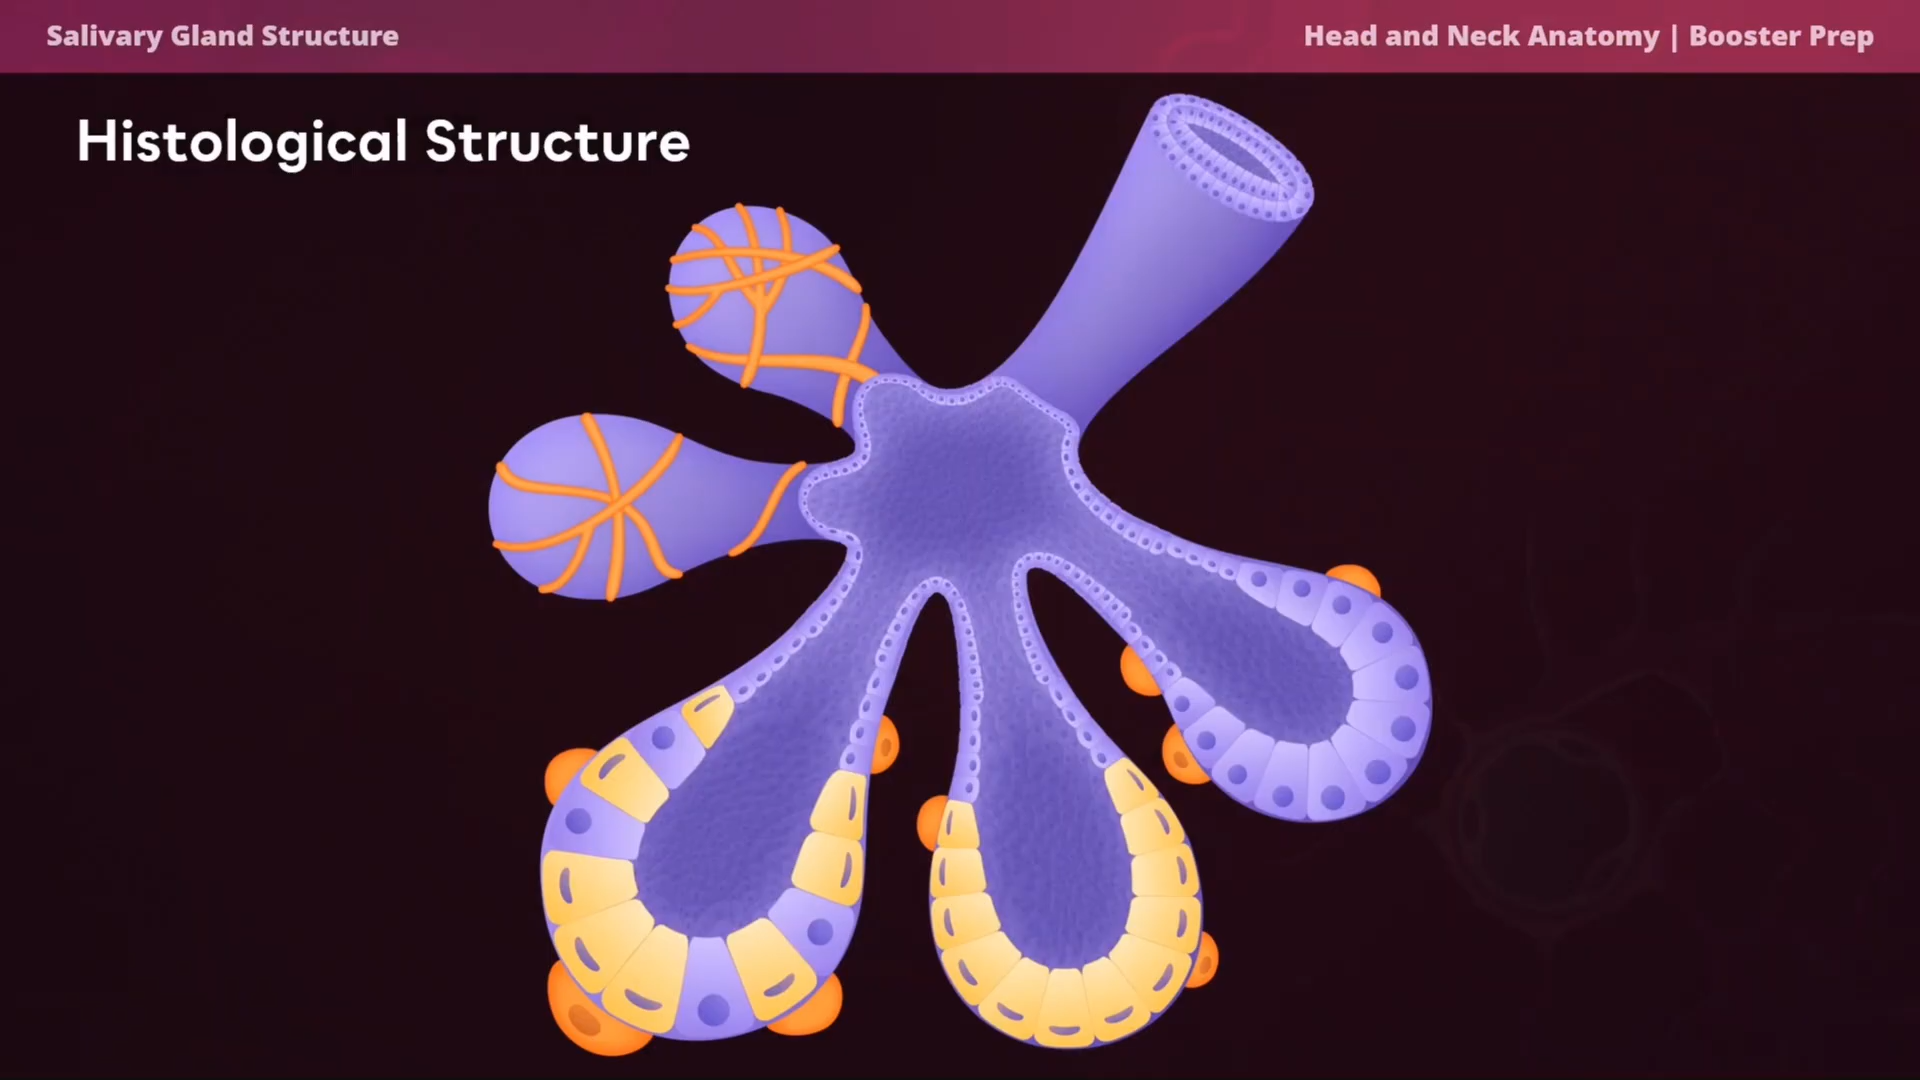 Salivary Gland Structure
Head and Neck Anatomy | Booster Prep
Histological Structure